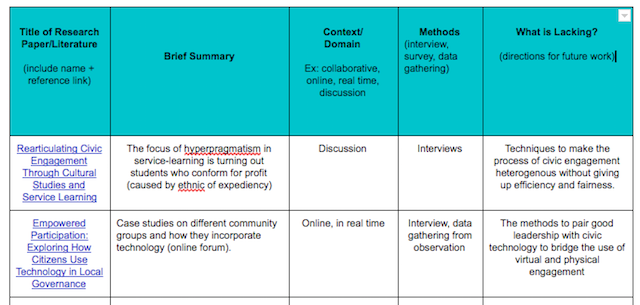 Title of Research
Paper/Literature
(include name +
reference link)
Brief Summary
Context/
Domain
Ex: collaborative,
online, real time,
discussion
Methods
(interview,
survey, data
gathering)
What is Lacking?
(directions for future work)
Rearticulating Civic
Engagement
Through Cultural
Studies and
Service Learning
The focus of hyperpragmatism in
service-learning is turning out
students who conform for profit
(caused by ethnic of expediency)
Discussion
Interviews
Techniques to make the
process of civic engagement
heterogenous without giving
up efficiency and fairness.
Empowered
Participation:
Exploring How
Citizens Use
Technology in Local
Governance
Case studies on different community
groups and how they incorporate
technology (online forum).
Online, in real time
Interview, data
gathering from
observation
The methods to pair good
leadership with civic
technology to bridge the use of
virtual and physical
engagement